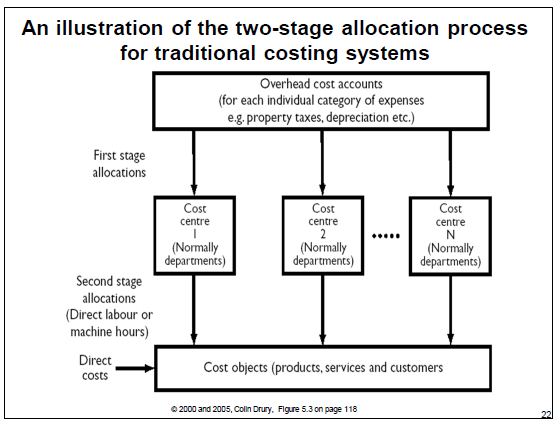 An illustration of the two-stage allocation process
for traditional costing systems
Overhead cost accounts
(for each individual category of expenses
e.g. property taxes, depreciation etc.)
First stage
allocations
Cost
centre
1
(Normally
departments)
Cost
centre
2
(Normally
departments)
.....
Cost
centre
N
(Normally
departments)
Second stage
allocations
(Direct labour or
machine hours)
Direct
costs
Cost objects (products, services and customers
© 2000 and 2005, Colin Drury, Figure 5.3 on page 118
22